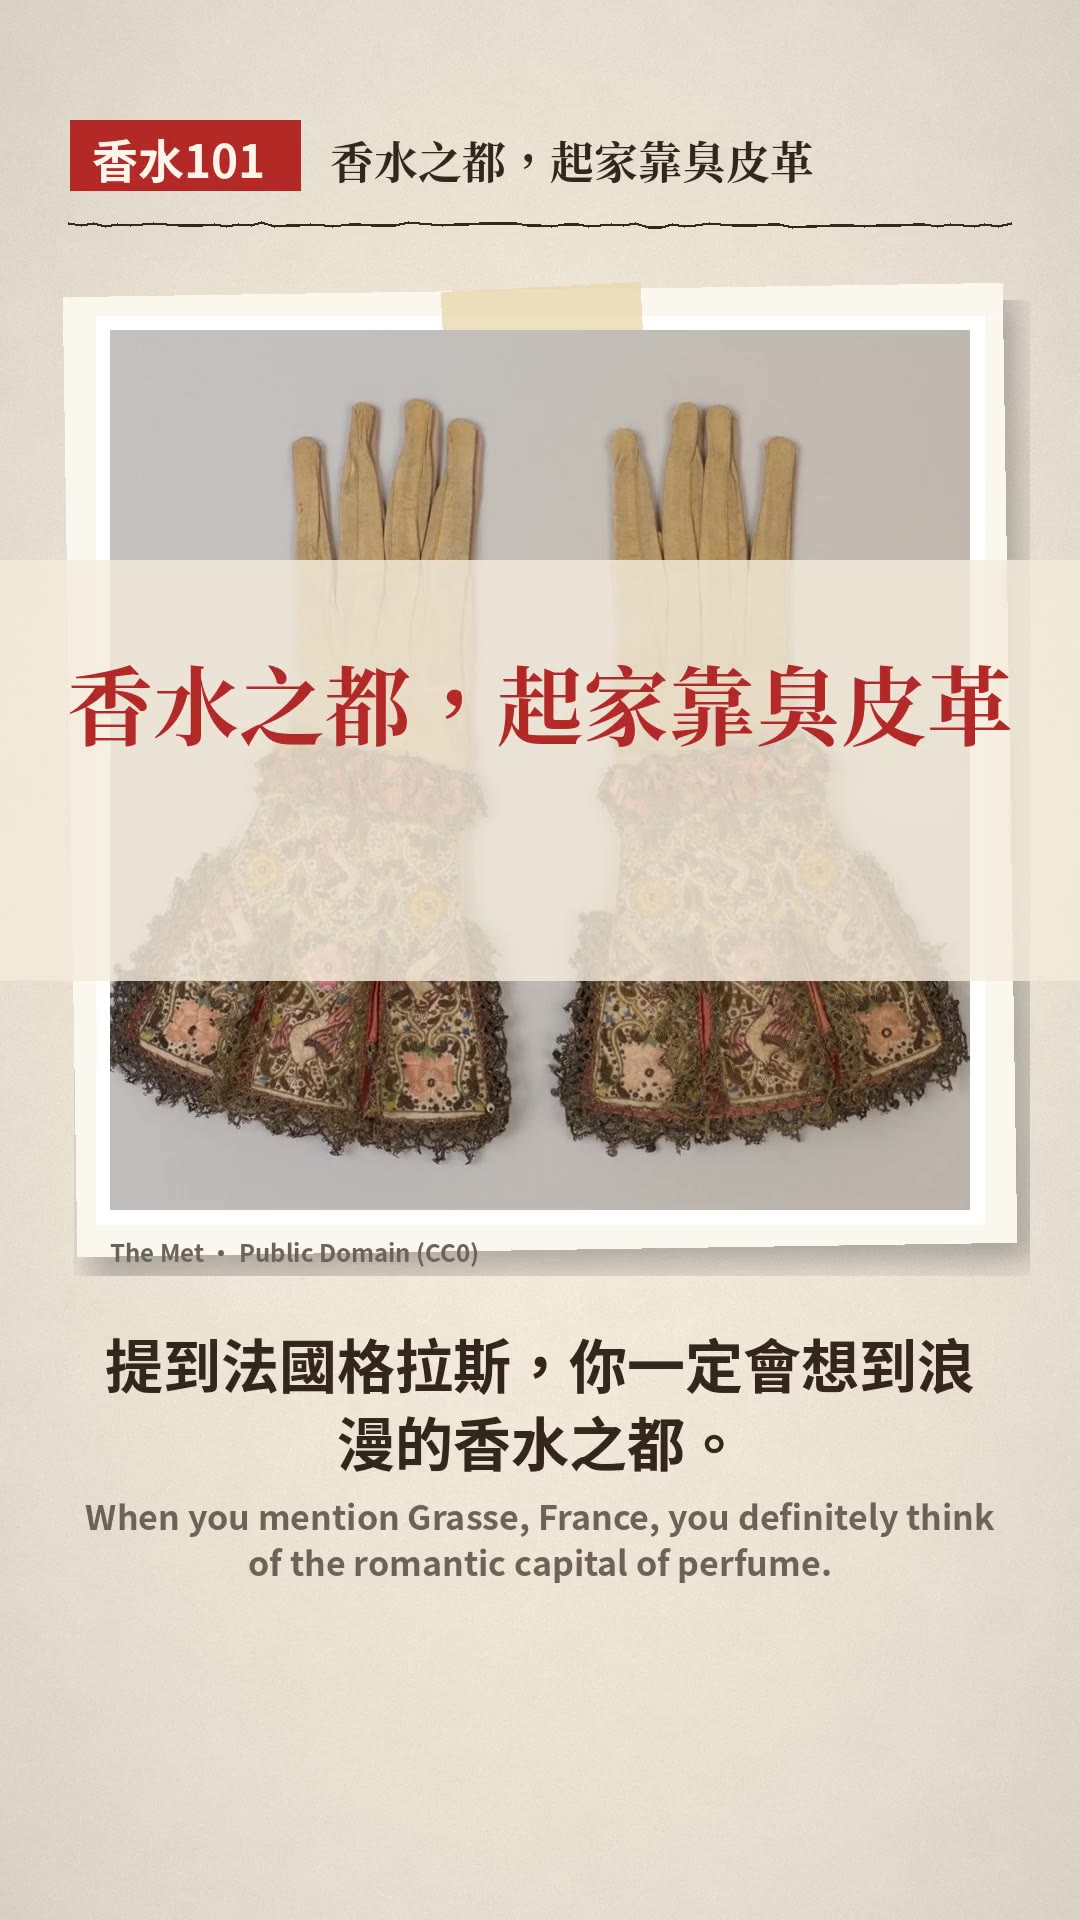 香水101
香水之都，起家靠臭皮革
香水之都，起家靠臭皮革
The Met • Public Domain (CC0)
提到法國格拉斯，你一定會想到浪
漫的香水之都。
When you mention Grasse, France, you definitely think
of the romantic capital of perfume.